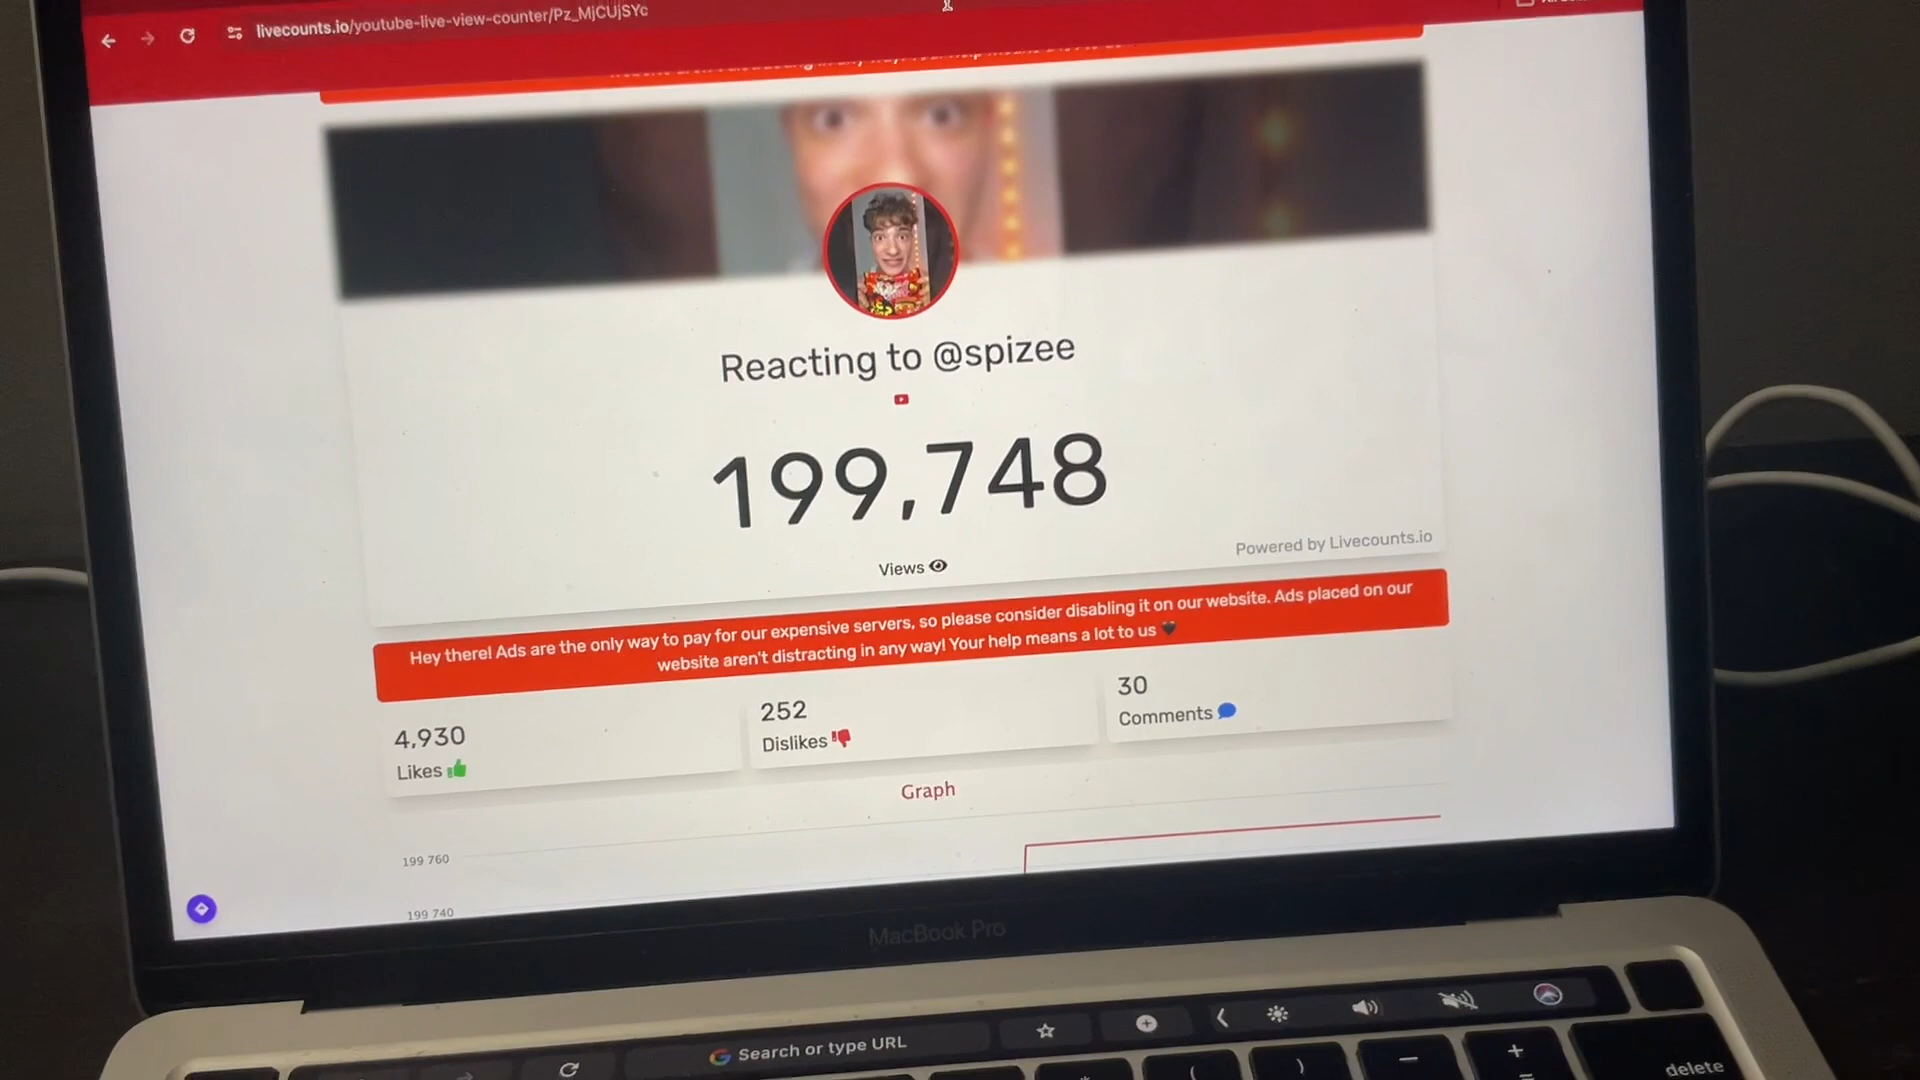 livecounts.io/youtube-live-view-counter/Pz_MjCUjSYc
Reacting to @spizee
199,748
Views
Powered by Livecounts.io
Hey there! Ads are the only way to pay for our expensive servers, so please consider disabling it on our website. Ads placed on our
website aren't distracting in any way! Your help means a lot to us
4,930
Likes
252
Dislikes
30
Comments
Graph
199 760
199 740
MacBook Pro
Search or type URL
delete